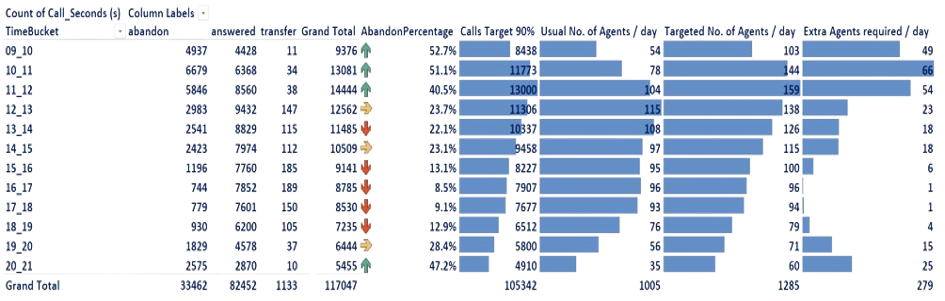 Count of Call_Seconds (s) Column Labels
TimeBucket abandon answered transfer Grand Total AbandonPercentage Calls Target 90% Usual No. of Agents / day Targeted No. of Agents / day Extra Agents required / day
09_10 4937 4428 11 9376 52.7% 8438 54 103 49
10_11 6679 6368 34 13081 51.1% 11773 78 144 66
11_12 5846 8560 38 14444 40.5% 13000 104 159 54
12_13 2983 9432 147 12562 23.7% 11306 115 138 23
13_14 2541 8829 115 11485 22.1% 10337 108 126 18
14_15 2423 7974 112 10509 23.1% 9458 97 115 18
15_16 1196 7760 185 9141 13.1% 8227 95 100 6
16_17 744 7852 189 8785 8.5% 7907 96 96 1
17_18 779 7601 150 8530 9.1% 7677 93 94 1
18_19 930 6200 105 7235 12.9% 6512 76 79 4
19_20 1829 4578 37 6444 28.4% 5800 56 71 15
20_21 2575 2870 10 5455 47.2% 4910 35 60 25
Grand Total 33462 82452 1133 117047 105342 1005 1285 279